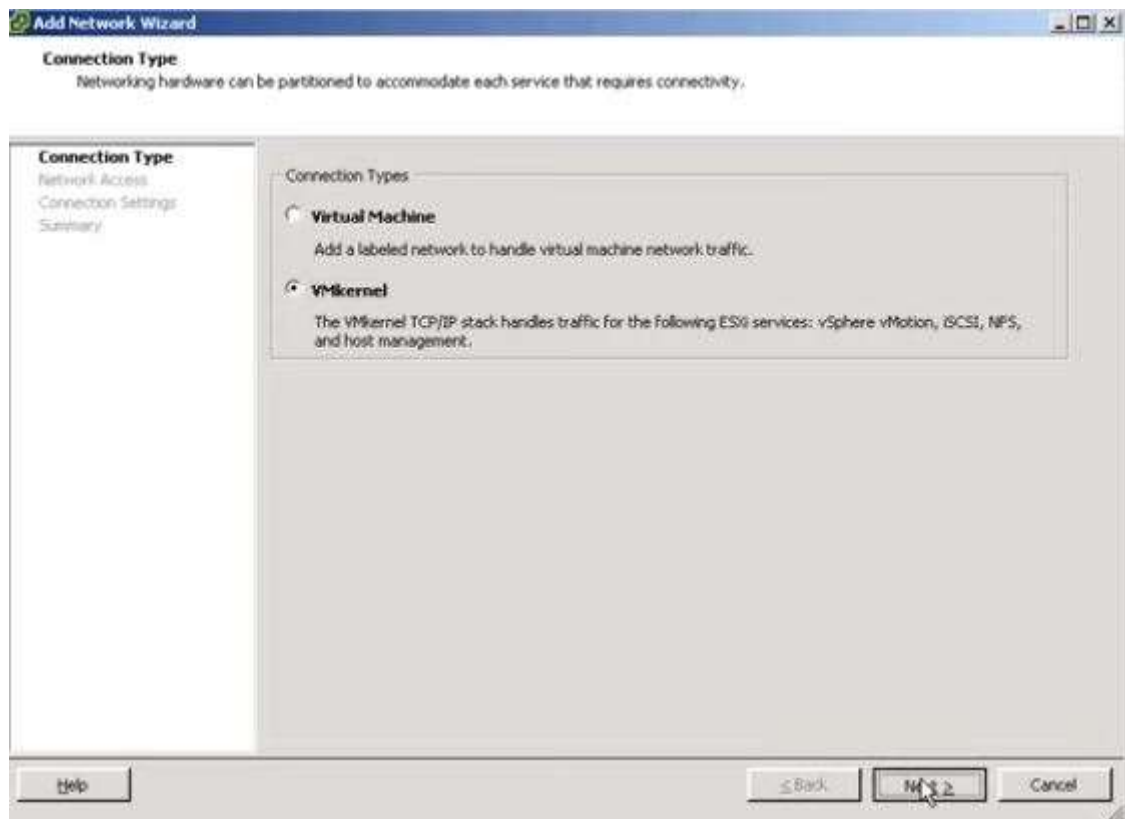 Add Network Wizard
Connection Type
Networking hardware can be partitioned to accommodate each service that requires connectivity.
Connection Type
Network Access
Connection Settings
Summary
Connection Types
Virtual Machine
Add a labeled network to handle virtual machine network traffic.
VMkernel
The VMkernel TCP/IP stack handles traffic for the following ESXi services: vSphere vMotion, iSCSI, NFS,
and host management.
Help
≤ Back
Next ≥
Cancel